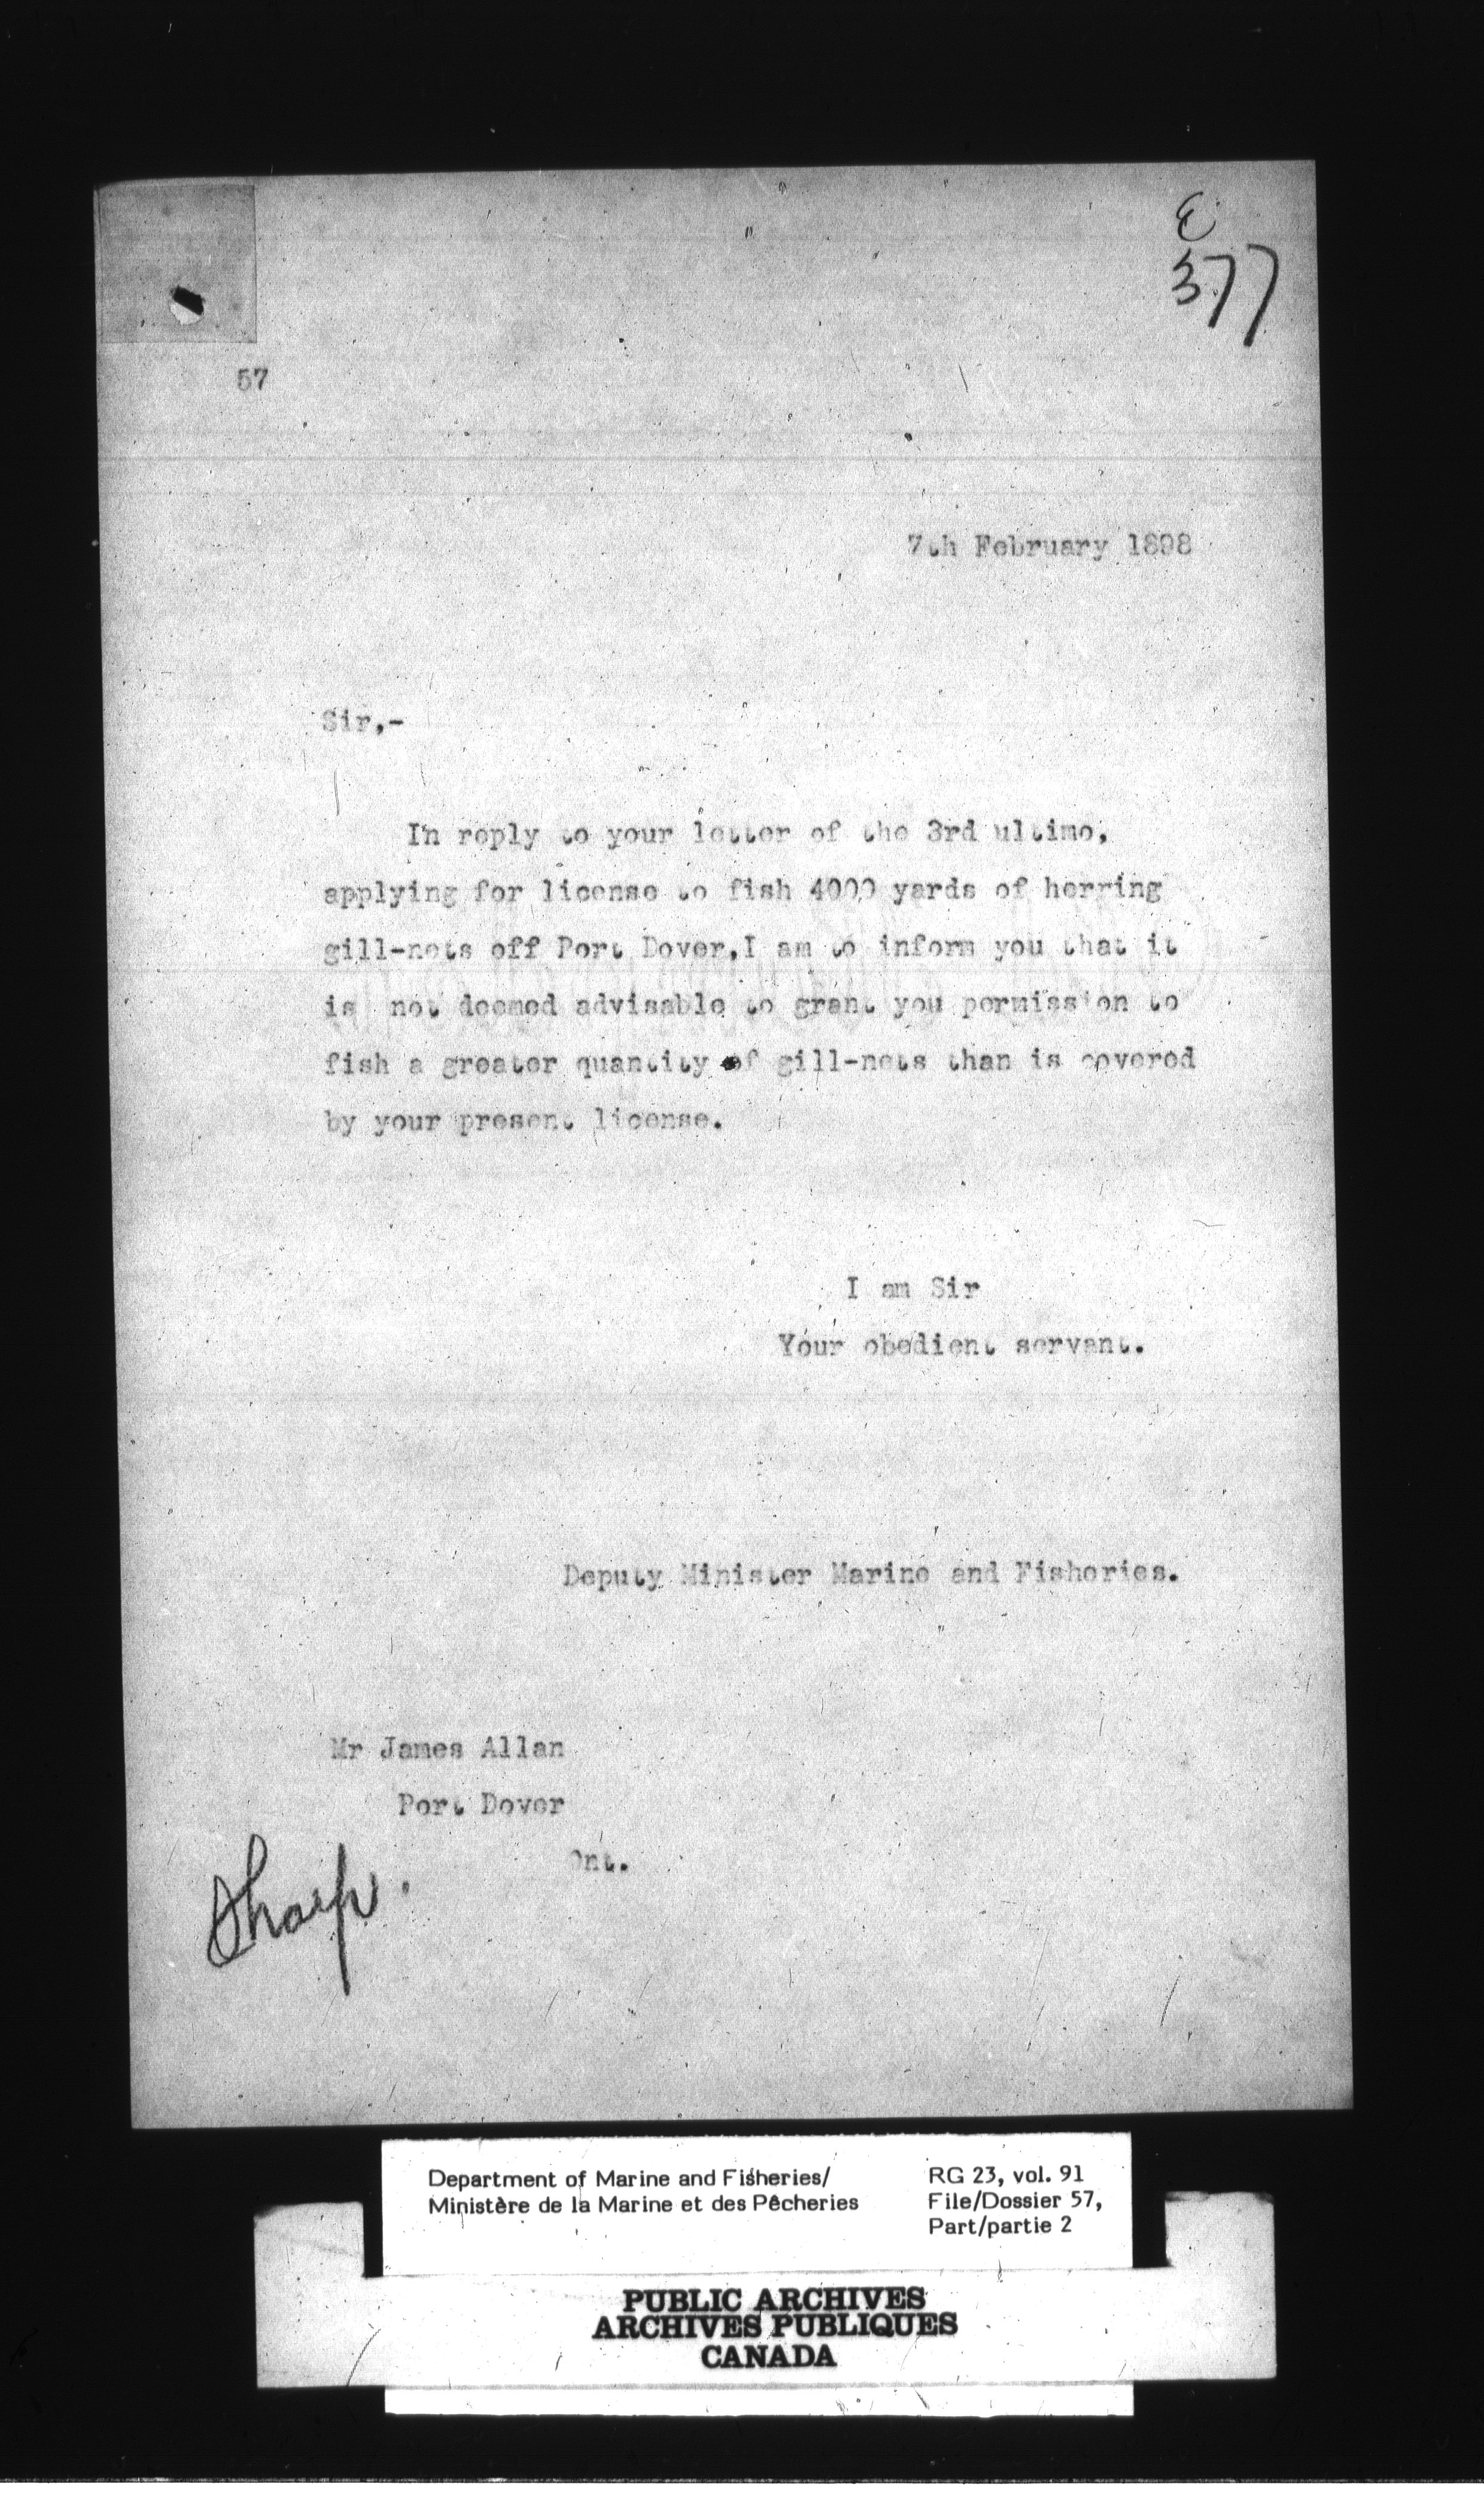 E
377
57
7th February 1898
Sir,-
In reply to your letter of the 3rd ultimo,
applying for license to fish 4000 yards of herring
gill-nets off Port Dover, I am to inform you that it
is not deemed advisable to grant you permission to
fish a greater quantity of gill-nets than is covered
by your present license.
I am Sir
Your obedient servant.
Deputy Minister Marine and Fisheries.
Mr James Allan
Port Dover
Ont.
Sharp.
Department of Marine and Fisheries/
Ministère de la Marine et des Pêcheries
RG 23, vol. 91
File/Dossier 57,
Part/partie 2
PUBLIC ARCHIVES
ARCHIVES PUBLIQUES
CANADA